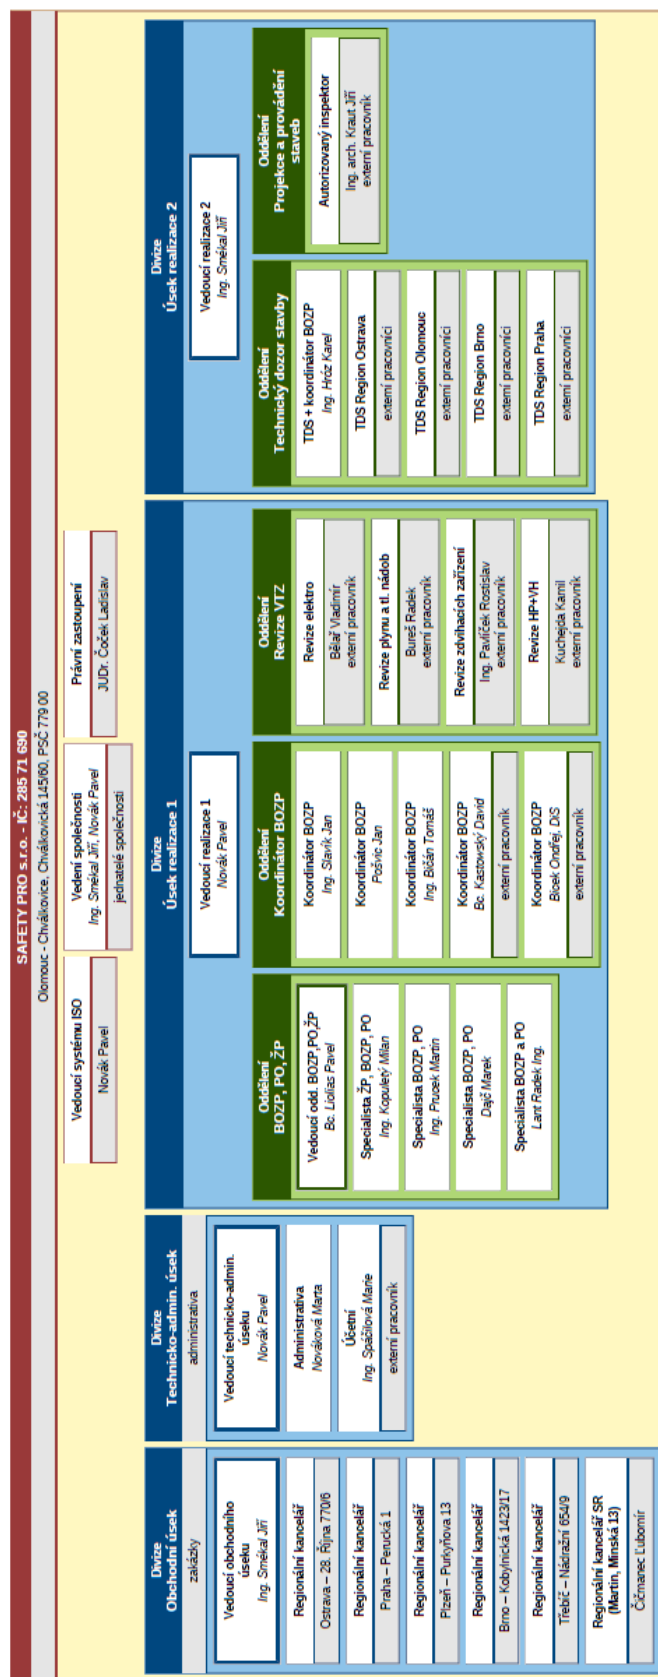 SAFETY PRO s.r.o. - IČ: 285 71 690
Olomouc - Chválkovice, Chválkovická 145/60, PSČ 779 00
Vedoucí systému ISO
Novák Pavel
Vedení společnosti
Ing. Smékal Jiří, Novák Pavel
jednatelé společnosti
Právní zastoupení
JUDr. Čoček Ladislav
Divize
Obchodní úsek
zakázky
Vedoucí obchodního
úseku
Ing. Smékal Jiří
Regionální kancelář
Ostrava – 28. Října 770/6
Regionální kancelář
Praha – Perucká 1
Regionální kancelář
Plzeň – Purkyňova 13
Regionální kancelář
Brno – Kobylnická 1423/17
Regionální kancelář
Třebíč – Nádražní 654/9
Regionální kancelář SR
(Martin, Minská 13)
Čičmanec Ľubomír
Divize
Technicko-admin. úsek
administrativa
Vedoucí technicko-admin.
úseku
Novák Pavel
Administrativa
Nováková Marta
Účetní
Ing. Spáčilová Marie
externí pracovník
Divize
Úsek realizace 1
Vedoucí realizace 1
Novák Pavel
Oddělení
BOZP, PO, ŽP
Vedoucí odd. BOZP,PO,ŽP
Bc. Liolias Pavel
Specialista ŽP, BOZP, PO
Ing. Kopuletý Milan
Specialista BOZP, PO
Ing. Prucek Martin
Specialista BOZP, PO
Dajč Marek
Specialista BOZP a PO
Lant Radek Ing.
Oddělení
Koordinátor BOZP
Koordinátor BOZP
Ing. Slavík Jan
Koordinátor BOZP
Pošvic Jan
Koordinátor BOZP
Ing. Bičán Tomáš
Koordinátor BOZP
Bc. Kastowský David
externí pracovník
Koordinátor BOZP
Bicek Ondřej, DiS
externí pracovník
Oddělení
Revize VTZ
Revize elektro
Bělař Vladimír
externí pracovník
Revize plynu a tl. nádob
Bureš Radek
externí pracovník
Revize zdvihacích zařízení
Ing. Pavlíček Rostislav
externí pracovník
Revize HP+VH
Kuchejda Kamil
externí pracovník
Divize
Úsek realizace 2
Vedoucí realizace 2
Ing. Smékal Jiří
Oddělení
Technický dozor stavby
TDS + koordinátor BOZP
Ing. Hróz Karel
TDS Region Ostrava
externí pracovníci
TDS Region Olomouc
externí pracovníci
TDS Region Brno
externí pracovníci
TDS Region Praha
externí pracovníci
Oddělení
Projekce a provádění
staveb
Autorizovaný inspektor
Ing. arch. Kraut Jiří
externí pracovník